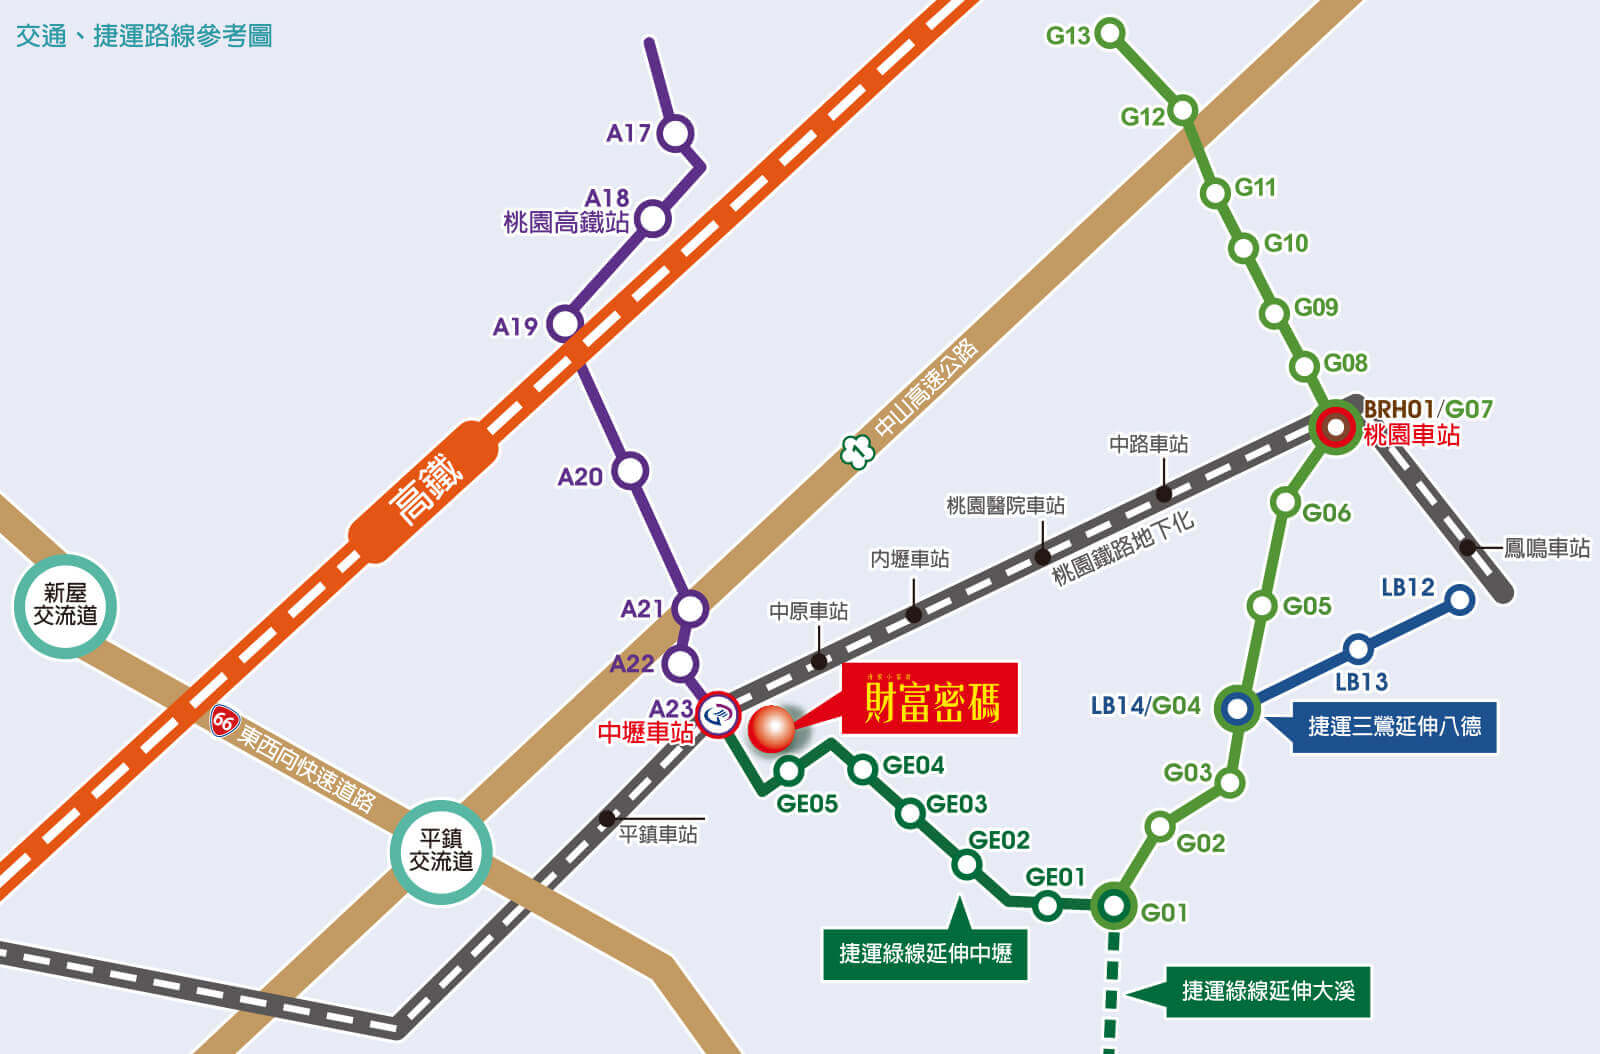 交通、捷運路線參考圖
G13
G12
A17
A18
桃園高鐵站
G11
G10
A19
G09
G08
1
中山高速公路
BRH01/G07
桃園車站
中路車站
高鐵
A20
桃園醫院車站
G06
桃園鐵路地下化
鳳鳴車站
内壢車站
LB12
新屋
交流道
A21
中原車站
G05
A22
LB13
A23
中壢車站
財富密碼
LB14/G04
捷運三鶯延伸八德
66
東西向快速道路
GE04
G03
GE05
GE03
平鎮車站
平鎮
交流道
GE02
G02
GE01
G01
捷運綠線延伸中壢
捷運綠線延伸大溪